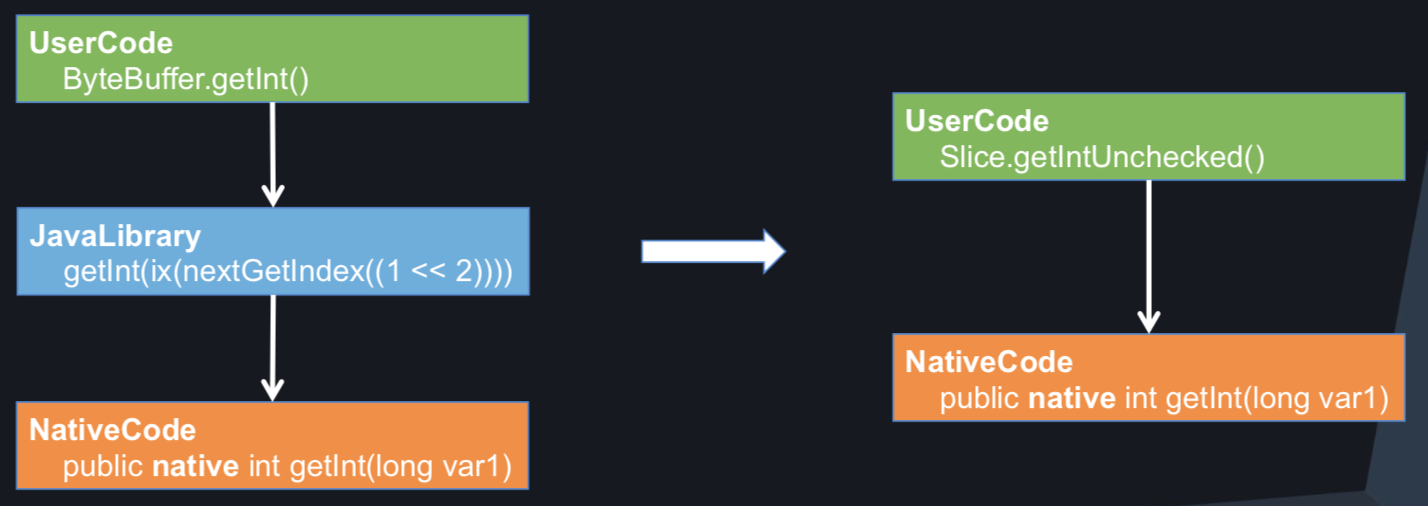 UserCode
ByteBuffer.getInt()
JavaLibrary
getInt(ix(nextGetIndex((1 << 2))))
NativeCode
public native int getInt(long var1)
UserCode
Slice.getIntUnchecked()
NativeCode
public native int getInt(long var1)